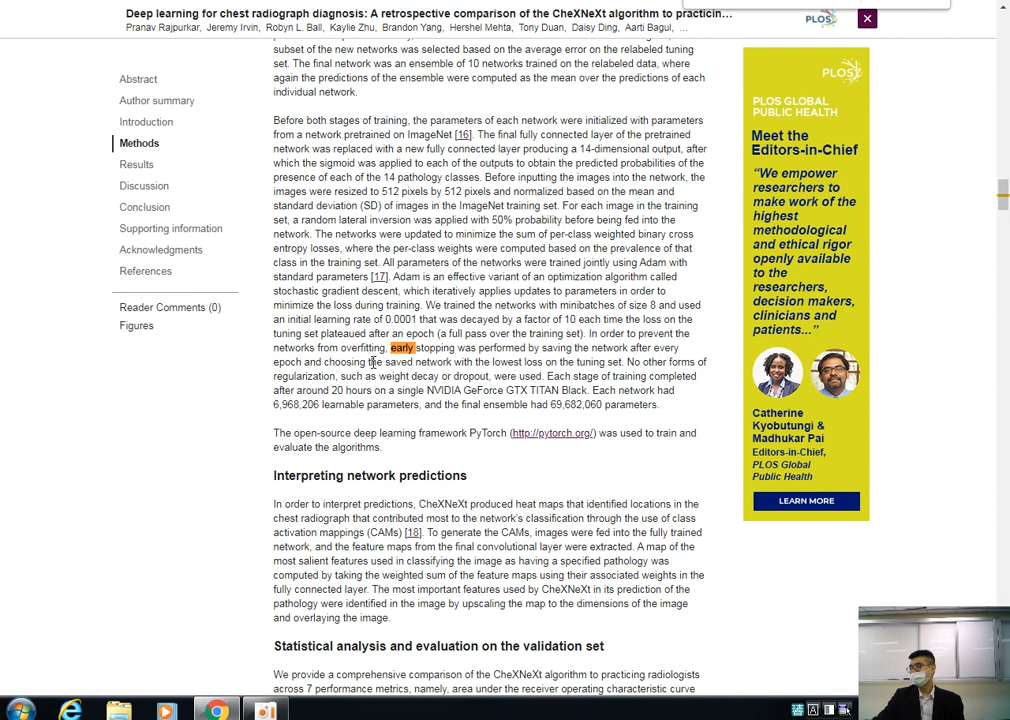 Deep learning for chest radiograph diagnosis: A retrospective comparison of the CheXNeXt algorithm to practicin...
Pranav Rajpurkar, Jeremy Irvin, Robyn L. Ball, Kaylie Zhu, Brandon Yang, Hershel Mehta, Tony Duan, Daisy Ding, Aarti Bagul, ...
PLOS
Abstract
Author summary
Introduction
Methods
Results
Discussion
Conclusion
Supporting information
Acknowledgments
References
Reader Comments (0)
Figures
subset of the new networks was selected based on the average error on the relabeled tuning
set. The final network was an ensemble of 10 networks trained on the relabeled data, where
again the predictions of the ensemble were computed as the mean over the predictions of each
individual network.
Before both stages of training, the parameters of each network were initialized with parameters
from a network pretrained on ImageNet [16]. The final fully connected layer of the pretrained
network was replaced with a new fully connected layer producing a 14-dimensional output, after
which the sigmoid was applied to each of the outputs to obtain the predicted probabilities of the
presence of each of the 14 pathology classes. Before inputting the images into the network, the
images were resized to 512 pixels by 512 pixels and normalized based on the mean and
standard deviation (SD) of images in the ImageNet training set. For each image in the training
set, a random lateral inversion was applied with 50% probability before being fed into the
network. The networks were updated to minimize the sum of per-class weighted binary cross
entropy losses, where the per-class weights were computed based on the prevalence of that
class in the training set. All parameters of the networks were trained jointly using Adam with
standard parameters [17]. Adam is an effective variant of an optimization algorithm called
stochastic gradient descent, which iteratively applies updates to parameters in order to
minimize the loss during training. We trained the networks with minibatches of size 8 and used
an initial learning rate of 0.0001 that was decayed by a factor of 10 each time the loss on the
tuning set plateaued after an epoch (a full pass over the training set). In order to prevent the
networks from overfitting, early stopping was performed by saving the network after every
epoch and choosing the saved network with the lowest loss on the tuning set. No other forms of
regularization, such as weight decay or dropout, were used. Each stage of training completed
after around 20 hours on a single NVIDIA GeForce GTX TITAN Black. Each network had
6,968,206 learnable parameters, and the final ensemble had 69,682,060 parameters.
The open-source deep learning framework PyTorch (http://pytorch.org/) was used to train and
evaluate the algorithms.
Interpreting network predictions
In order to interpret predictions, CheXNeXt produced heat maps that identified locations in the
chest radiograph that contributed most to the network's classification through the use of class
activation mappings (CAMs) [18]. To generate the CAMs, images were fed into the fully trained
network, and the feature maps from the final convolutional layer were extracted. A map of the
most salient features used in classifying the image as having a specified pathology was
computed by taking the weighted sum of the feature maps using their associated weights in the
fully connected layer. The most important features used by CheXNeXt in its prediction of the
pathology were identified in the image by upscaling the map to the dimensions of the image
and overlaying the image.
Statistical analysis and evaluation on the validation set
We provide a comprehensive comparison of the CheXNeXt algorithm to practicing radiologists
across 7 performance metrics, namely, area under the receiver operating characteristic curve
PLOS
PLOS GLOBAL
PUBLIC HEALTH
Meet the
Editors-in-Chief
“We empower
researchers to
make work of the
highest
methodological
and ethical rigor
openly available
to the
researchers,
decision makers,
clinicians and
patients...”
Catherine
Kyobutungi &
Madhukar Pai
Editors-in-Chief,
PLOS Global
Public Health
LEARN MORE